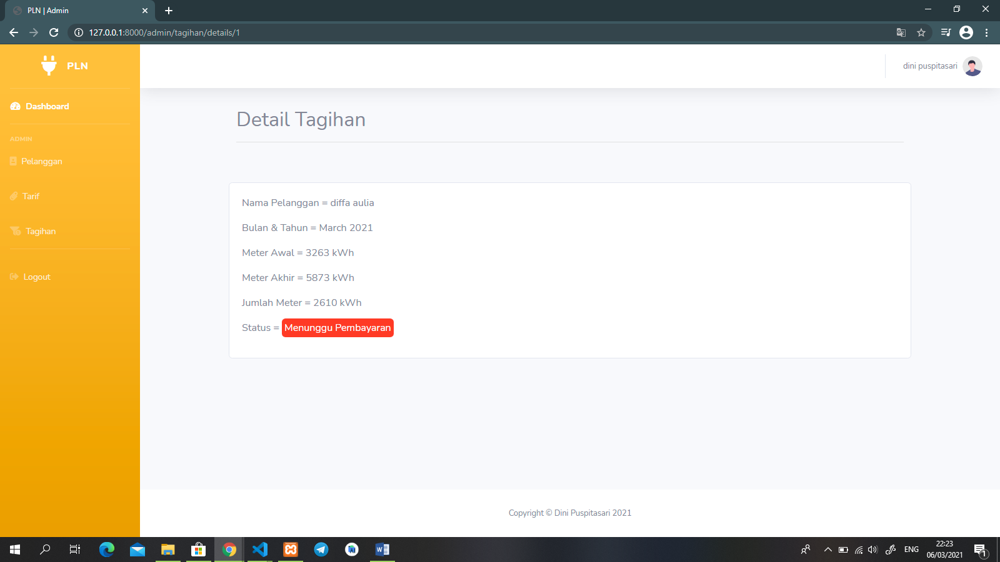 PLN | Admin
127.0.0.1:8000/admin/tagihan/details/1
PLN
dini puspitasari
Dashboard
ADMIN
Pelanggan
Tarif
Tagihan
Logout
Detail Tagihan
Nama Pelanggan = diffa aulia
Bulan & Tahun = March 2021
Meter Awal = 3263 kWh
Meter Akhir = 5873 kWh
Jumlah Meter = 2610 kWh
Status = Menunggu Pembayaran
Copyright © Dini Puspitasari 2021
ENG
22:23
06/03/2021
1